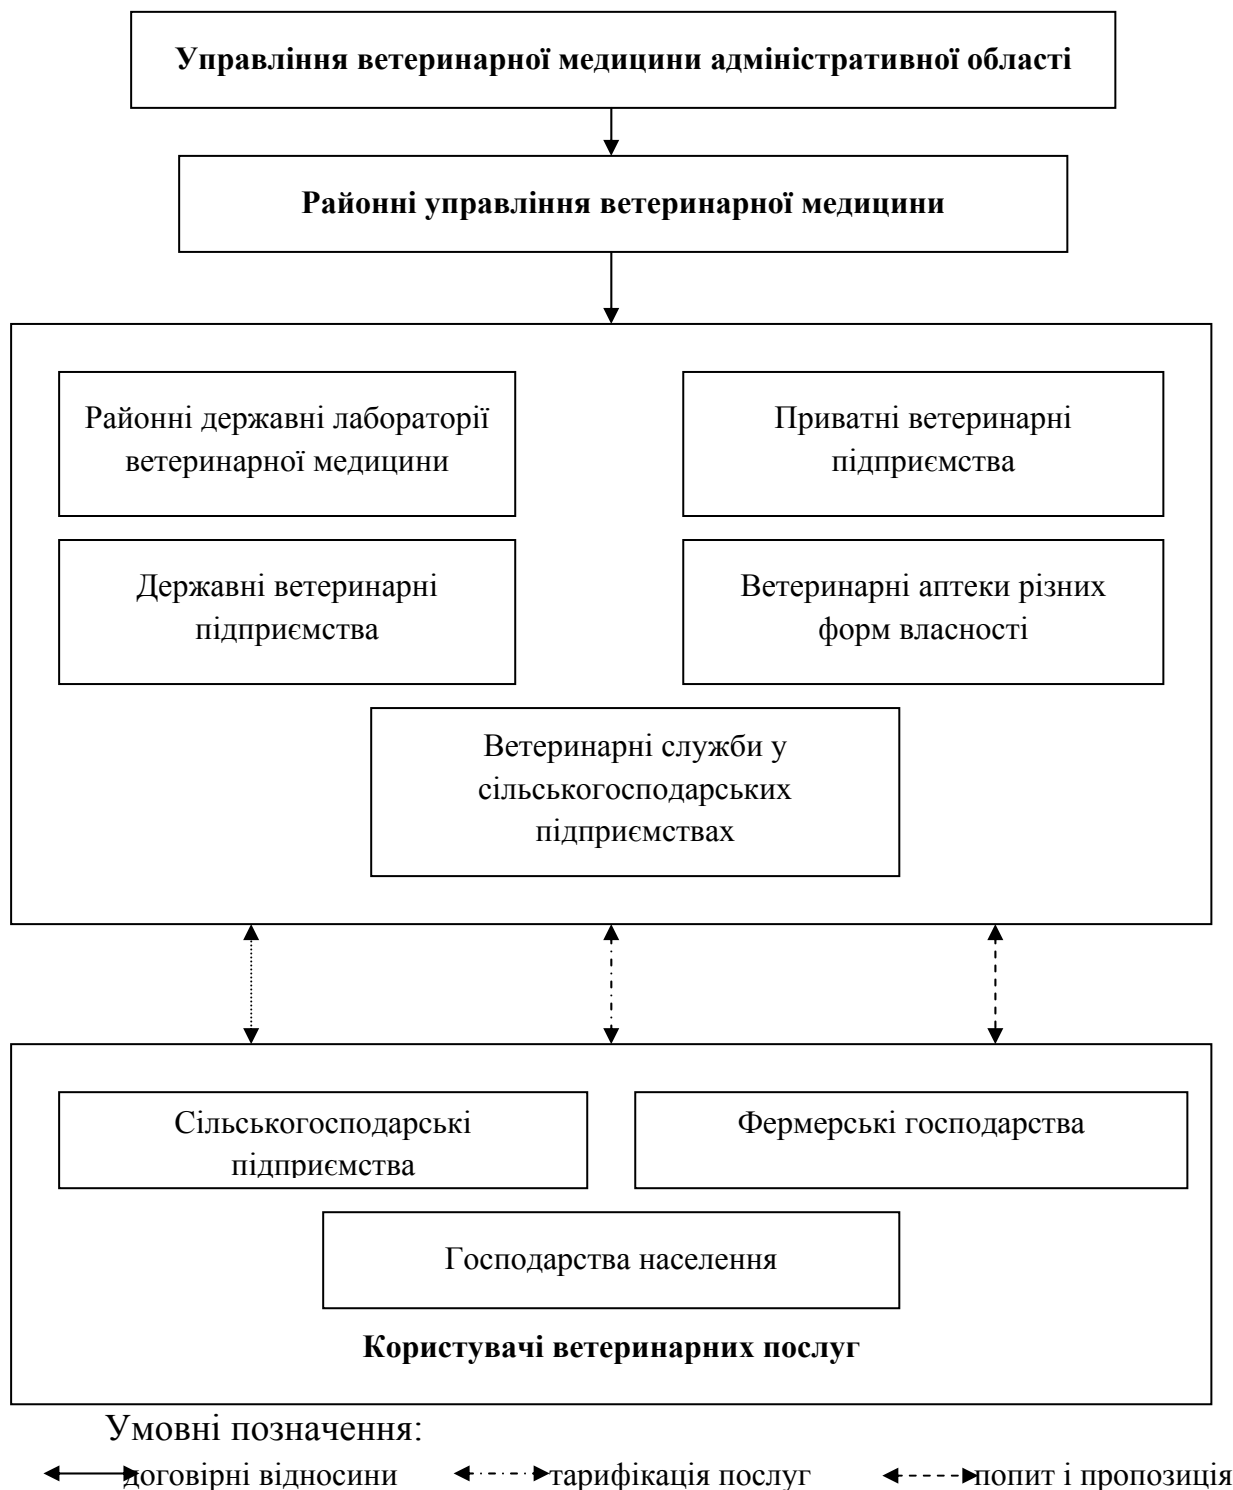 Управління ветеринарної медицини адміністративної області
Районні управління ветеринарної медицини
Районні державні лабораторії
ветеринарної медицини
Приватні ветеринарні
підприємства
Державні ветеринарні
підприємства
Ветеринарні аптеки різних
форм власності
Ветеринарні служби у
сільськогосподарських
підприємствах
Сільськогосподарські
підприємства
Фермерські господарства
Господарства населення
Користувачі ветеринарних послуг
Умовні позначення:
договірні відносини
тарифікація послуг
попит і пропозиція